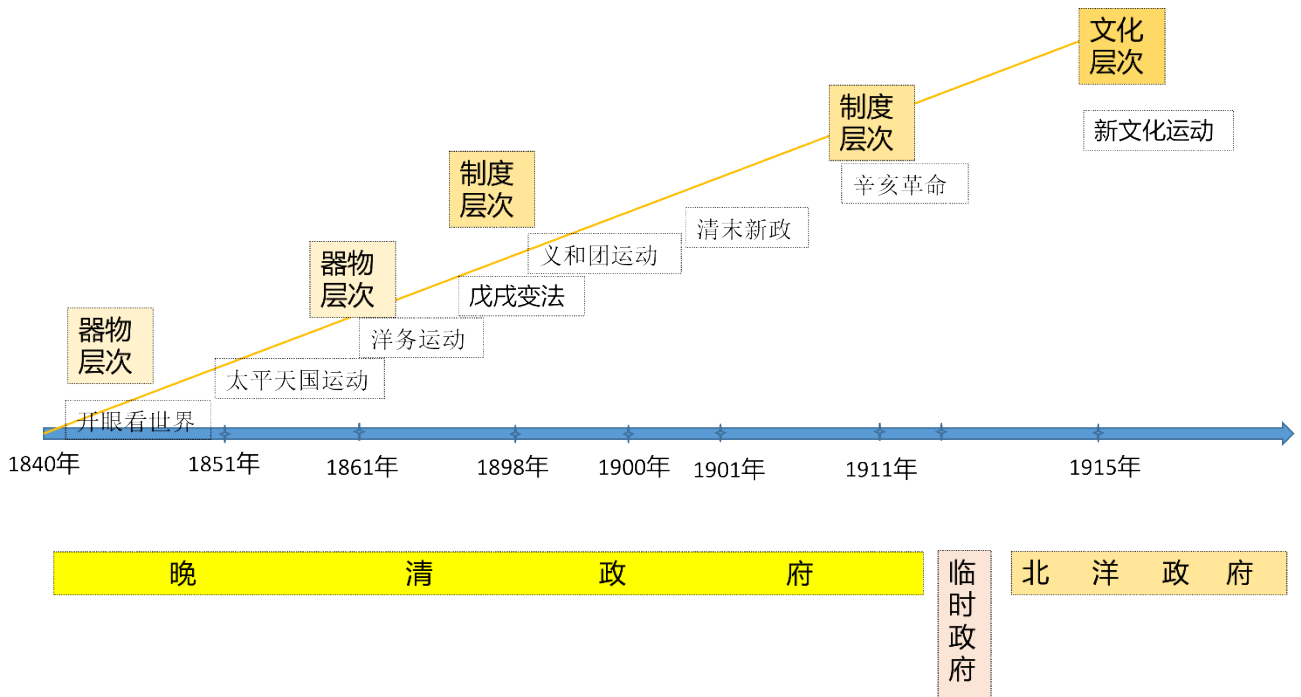 文化
层次
制度
层次
新文化运动
制度
层次
辛亥革命
清末新政
器物
层次
义和团运动
戊戌变法
器物
层次
洋务运动
太平天国运动
开眼看世界
1840年
1851年
1861年
1898年
1900年
1901年
1911年
1915年
晚清政府
临时政府
北洋政府